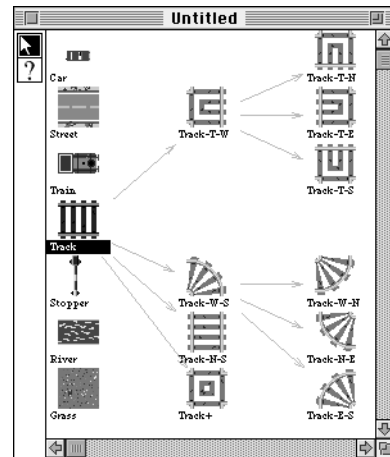 Untitled
?
Car
Street
Train
Track
Stopper
River
Grass
Track-T-W
Track-W-S
Track-N-S
Track+
Track-T-N
Track-T-E
Track-T-S
Track-W-N
Track-N-E
Track-E-S